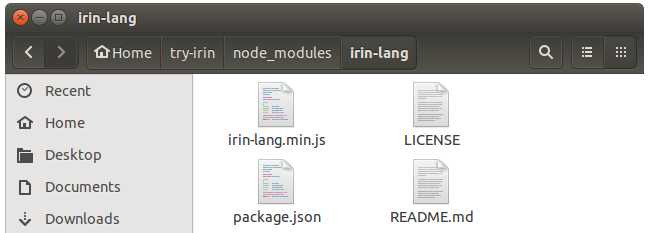 irin-lang
Home try-irin node_modules irin-lang
Recent
Home
Desktop
Documents
Downloads
irin-lang.min.js LICENSE
package.json README.md